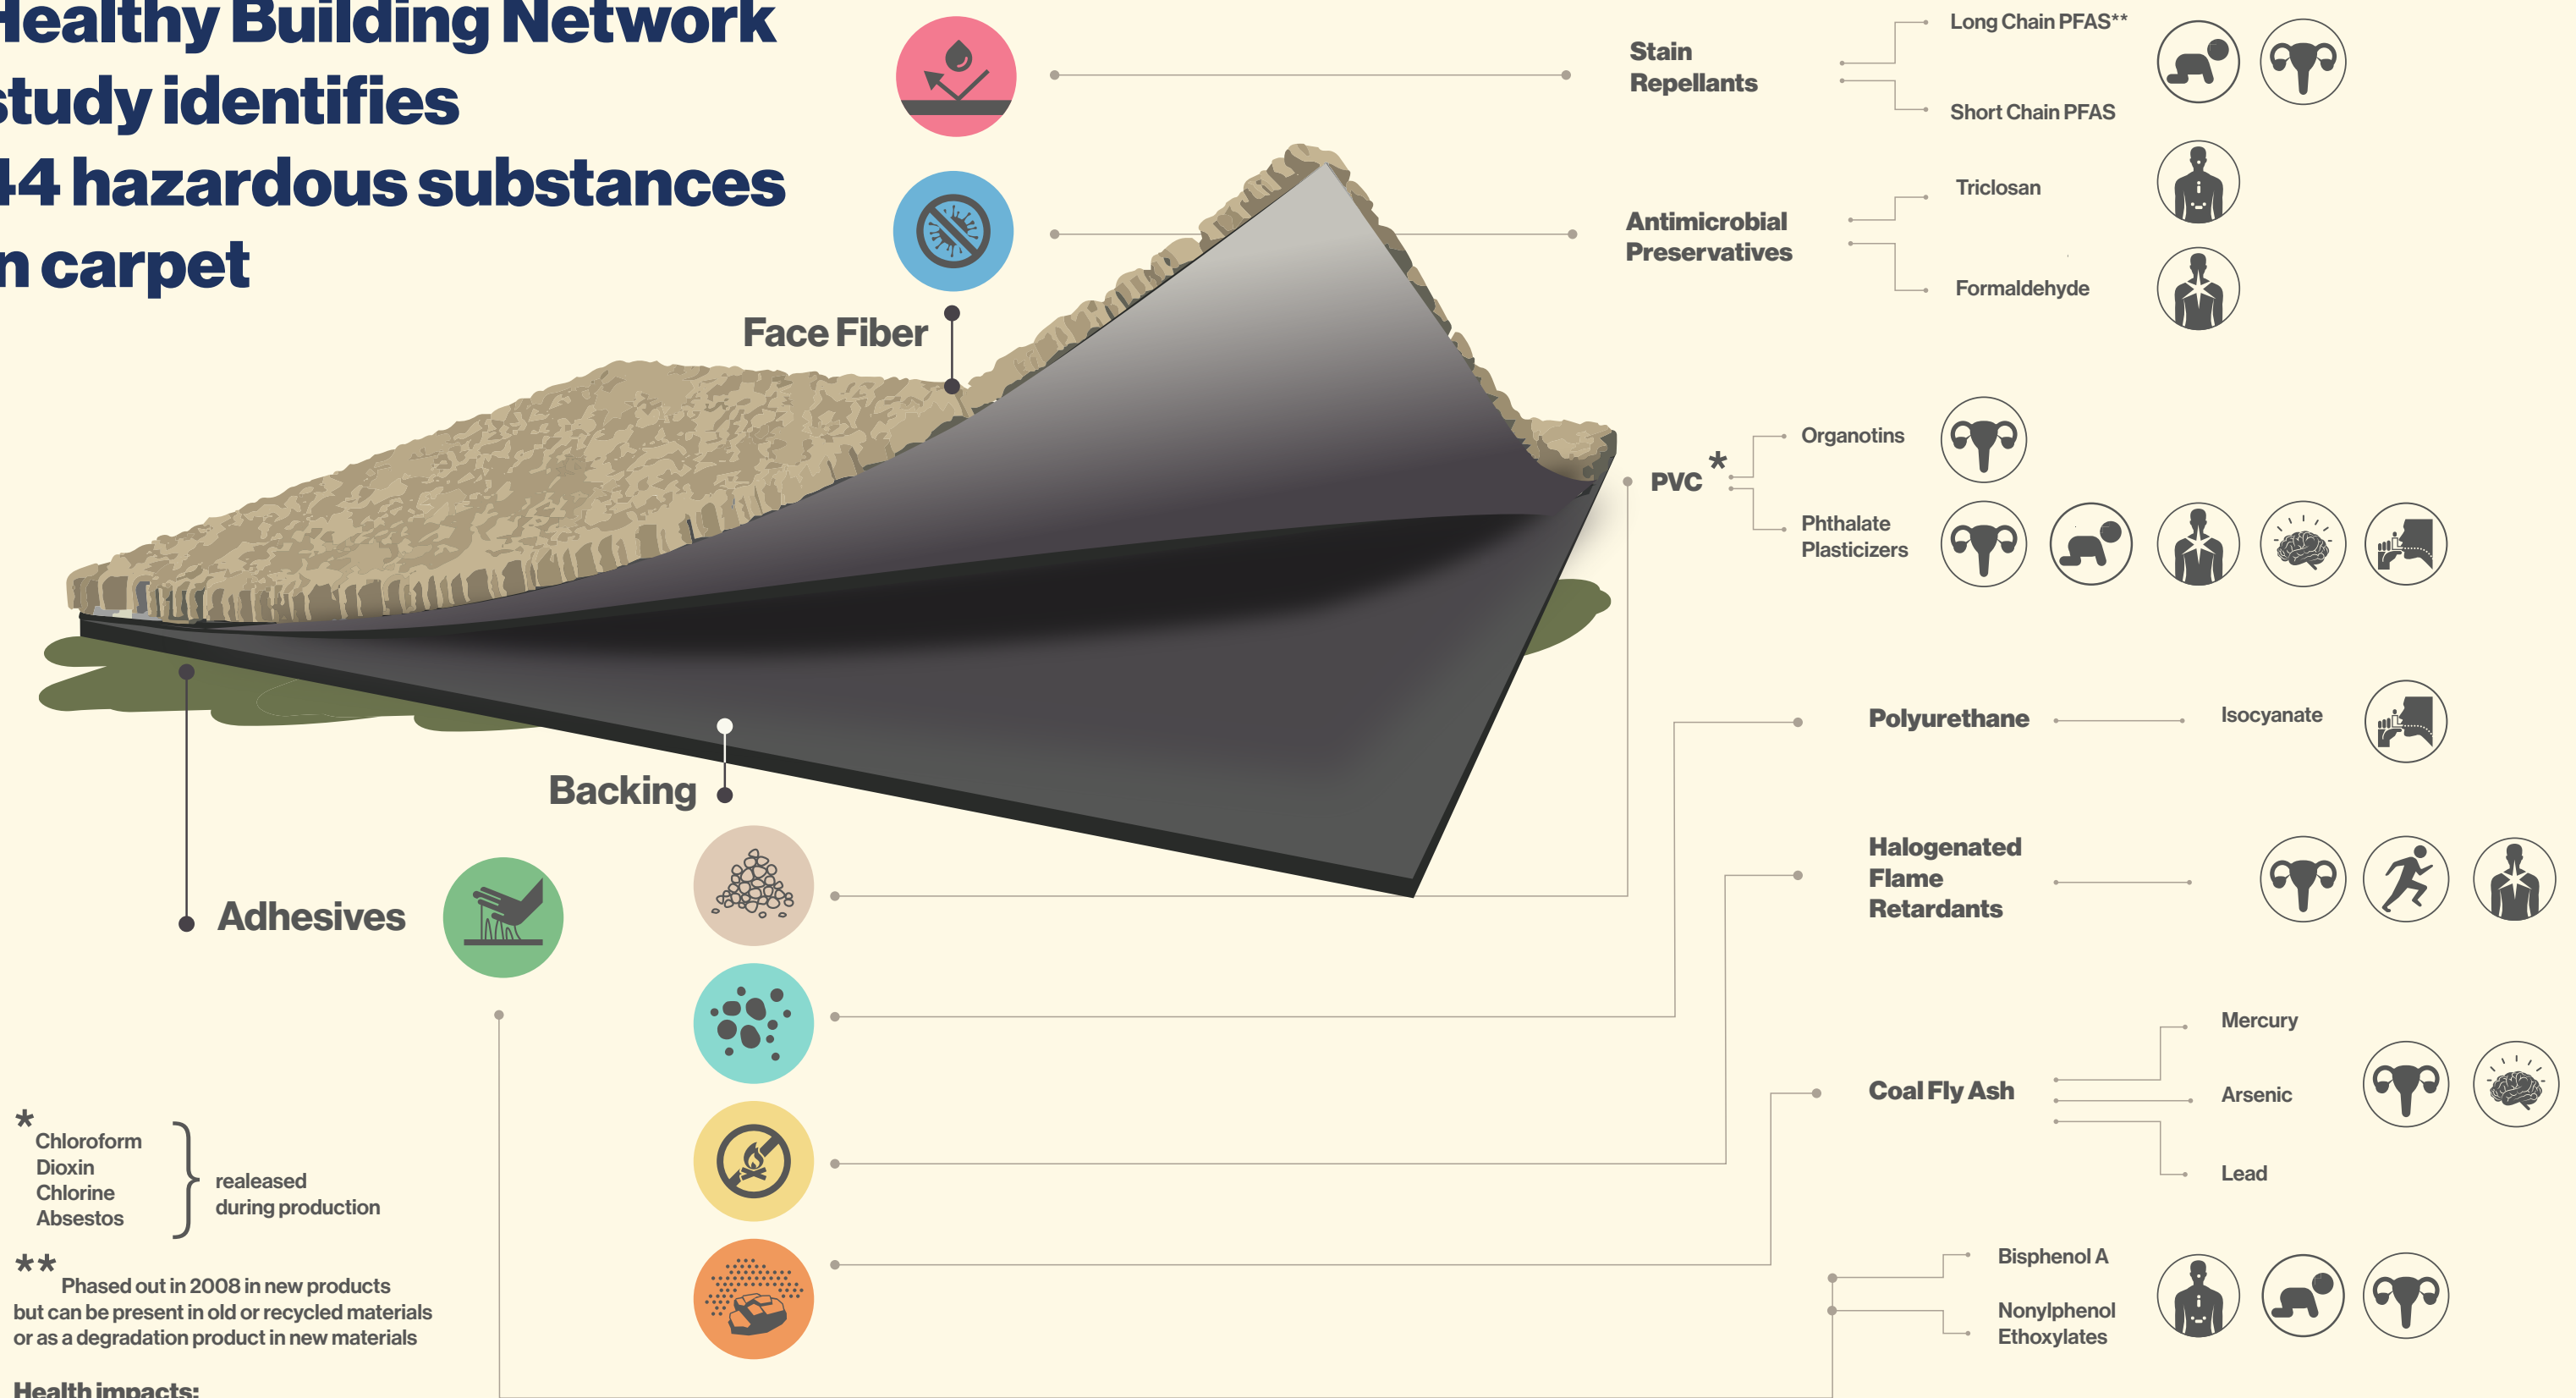 Healthy Building Network
study identifies
44 hazardous substances
in carpet
Face Fiber
Stain
Repellants
Long Chain PFAS**
Short Chain PFAS
Antimicrobial
Preservatives
Triclosan
Formaldehyde
PVC *
Organotins
Phthalate
Plasticizers
Polyurethane
Isocyanate
Halogenated
Flame
Retardants
Coal Fly Ash
Mercury
Arsenic
Lead
Bisphenol A
Nonylphenol
Ethoxylates
Backing
Adhesives
*
Chloroform
Dioxin
Chlorine
Absestos
realeased
during production
**
Phased out in 2008 in new products
but can be present in old or recycled materials
or as a degradation product in new materials
Health impacts: